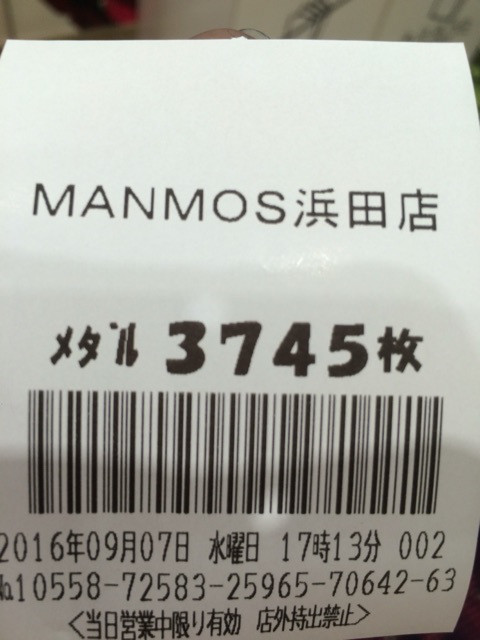 MANMOS浜田店
メダル 3745枚
2016年09月07日 水曜日 17時13分 002
№10558-72583-25965-70642-63
<当日営業中限り有効 店外持出禁止>